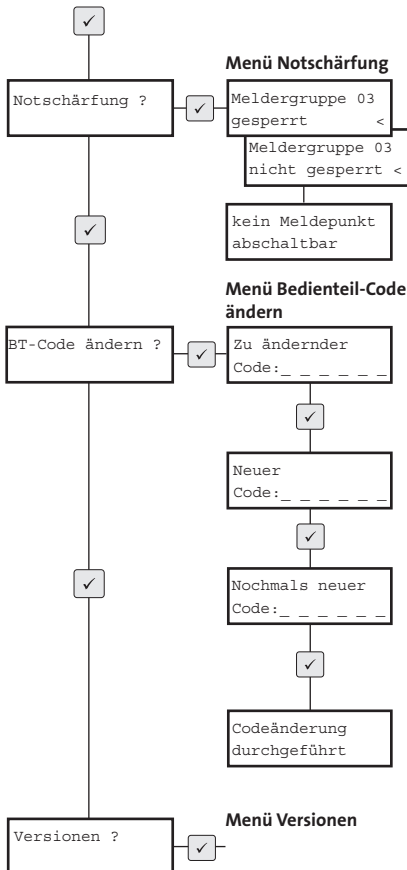 Menü Notschärfung
Notschärfung ?
Meldergruppe 03
gesperrt <
Meldergruppe 03
nicht gesperrt <
kein Meldepunkt
abschaltbar
Menü Bedienteil-Code
ändern
BT-Code ändern ?
Zu ändernder
Code:_ _ _ _ _ _
Neuer
Code:_ _ _ _ _ _
Nochmals neuer
Code:_ _ _ _ _ _
Codeänderung
durchgeführt
Menü Versionen
Versionen ?